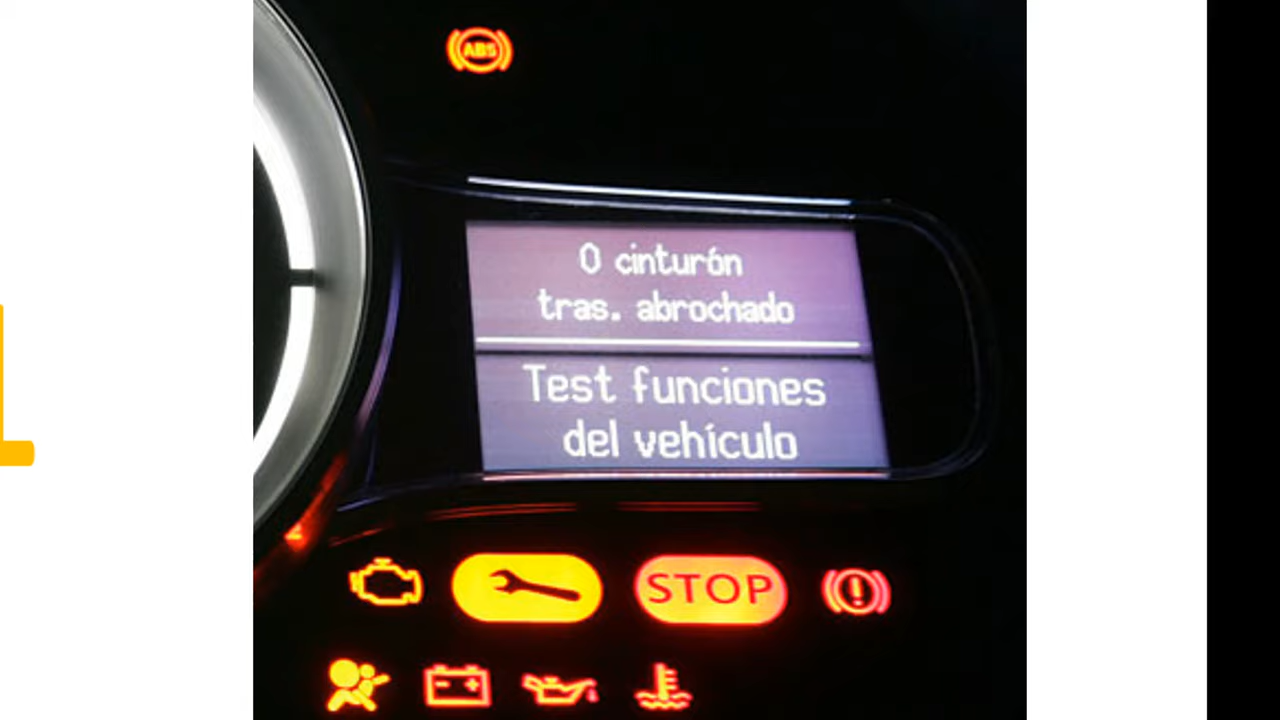 ABS
0 cinturón
tras. abrochado
Test funciones
del vehículo
STOP